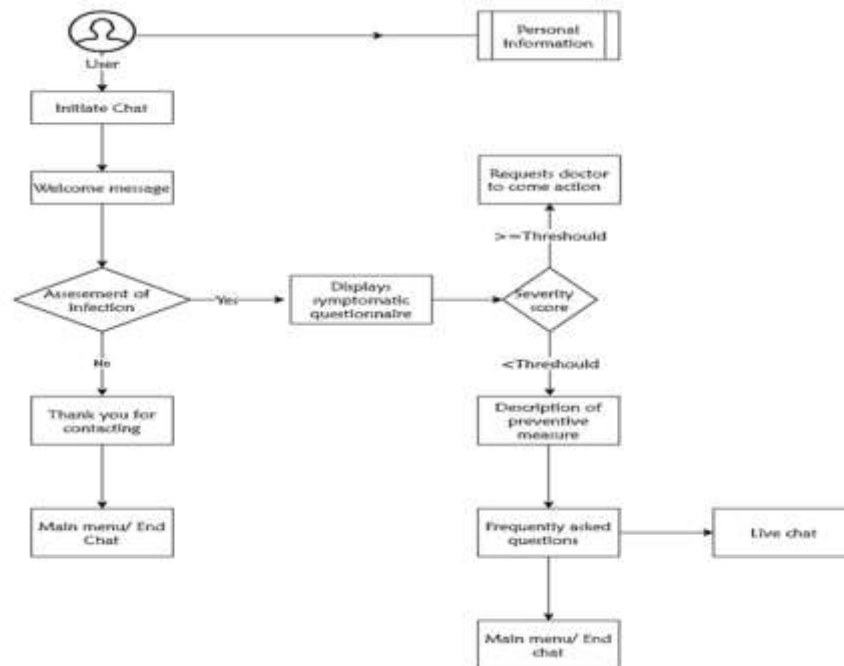 Personal
Information
User
Initiate Chat
Welcome message
Requests doctor
to come action
>=Threshould
Assesement of
Infection
Yes
Displays
symptomatic
questionnaire
Severity
score
No
<Threshould
Thank you for
contacting
Description of
preventive
measure
Main menu/ End
Chat
Frequently asked
questions
Live chat
Main menu/ End
chat